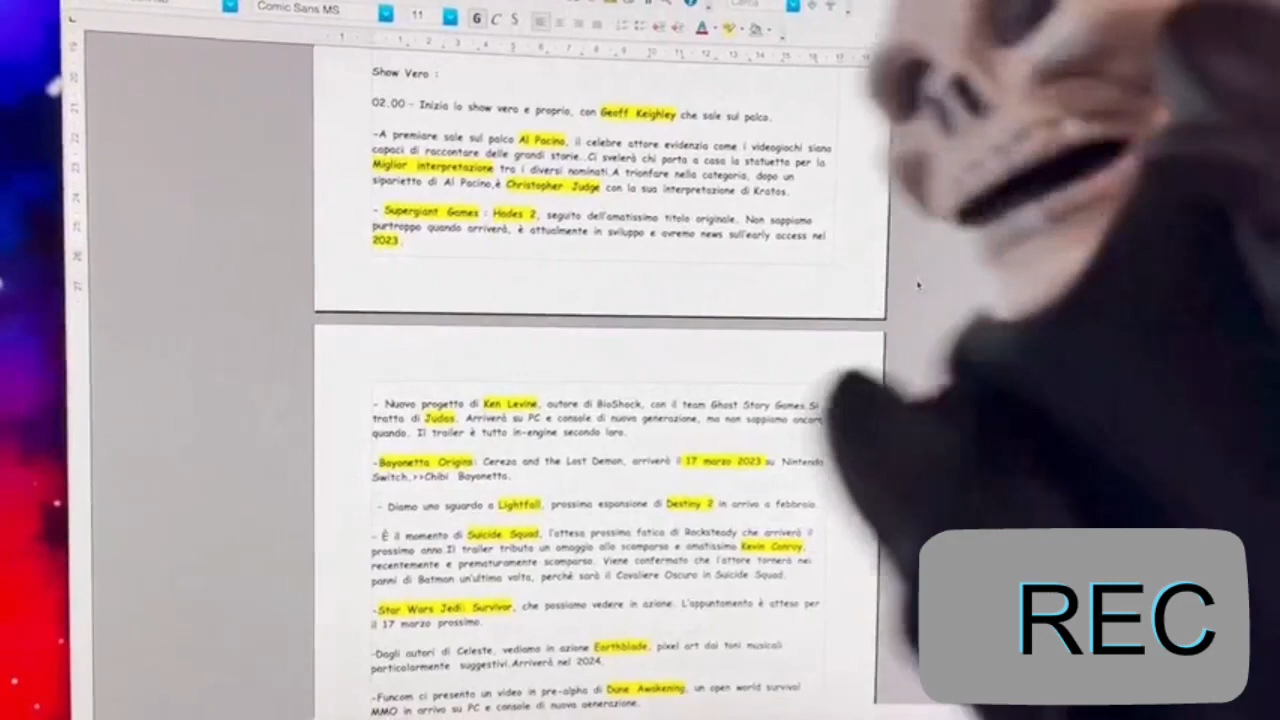 Comic Sans MS 11 G C S
Show Vero :
02.00 - Inizia lo show vero e proprio, con Geoff Keighley che sale sul palco.
-A premiare sale sul palco Al Pacino, il celebre attore evidenzia come i videogiochi siano
capaci di raccontare delle grandi storie..Ci svelerà chi porta a casa la statuetta per la
Miglior interpretazione tra i diversi nominati.A trionfare nella categoria, dopo un
siparietto di Al Pacino,è Christopher Judge con la sua interpretazione di Kratos.
- Supergiant Games : Hades 2, seguito dell'amatissimo titolo originale. Non sappiamo
purtroppo quando arriverà, è attualmente in sviluppo e avremo news sull'early access nel
2023.
- Nuovo progetto di Ken Levine, autore di BioShock, con il team Ghost Story Games.Si
tratta di Judas. Arriverà su PC e console di nuova generazione, ma non sappiamo ancora
quando. Il trailer è tutto in-engine secondo loro.
-Bayonetta Origins: Cereza and the Lost Demon, arriverà il 17 marzo 2023 su Nintendo
Switch.>>Chibi Bayonetta.
- Diamo uno sguardo a Lightfall, prossima espansione di Destiny 2 in arrivo a febbraio.
- È il momento di Suicide Squad, l'attesa prossima fatica di Rocksteady che arriverà il
prossimo anno.Il trailer tributa un omaggio allo scomparso e amatissimo Kevin Conroy,
recentemente e prematuramente scomparso. Viene confermato che l'attore tornerà nei
panni di Batman un'ultima volta, perché sarà il Cavaliere Oscuro in Suicide Squad.
-Star Wars Jedi: Survivor, che possiamo vedere in azione. L'appuntamento è atteso per
il 17 marzo prossimo.
-Dagli autori di Celeste, vediamo in azione Earthblade, pixel art dai toni musicali
particolarmente suggestivi.Arriverà nel 2024.
-Funcom ci presenta un video in pre-alpha di Dune Awakening, un open world survival
MMO in arrivo su PC e console di nuova generazione.
REC